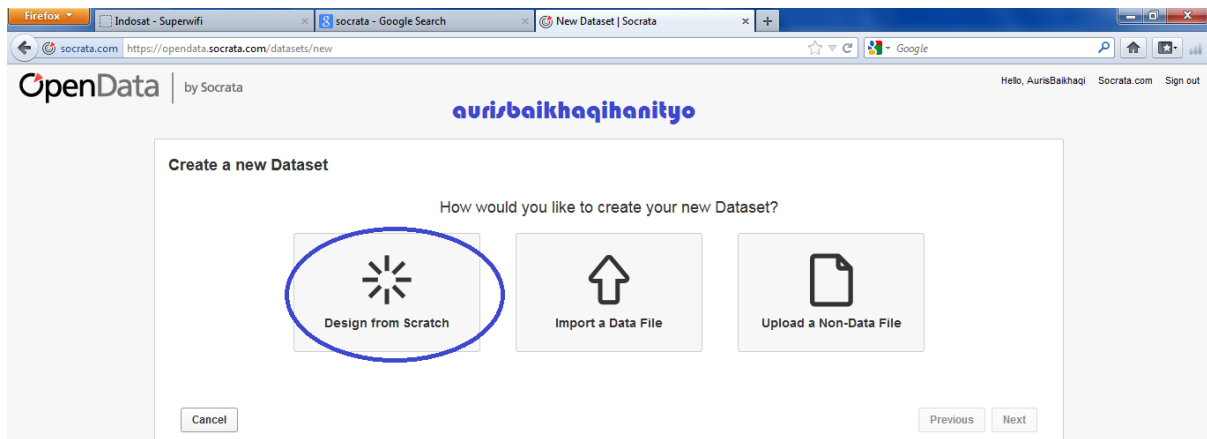 Firefox
Indosat - Superwifi
socrata - Google Search
New Dataset | Socrata
socrata.com https://opendata.socrata.com/datasets/new
Google
OpenData by Socrata
Hello, AurisBaikhaqi Socrata.com Sign out
aurisbaikhaqihanityo
Create a new Dataset
How would you like to create your new Dataset?
Design from Scratch
Import a Data File
Upload a Non-Data File
Cancel
Previous Next